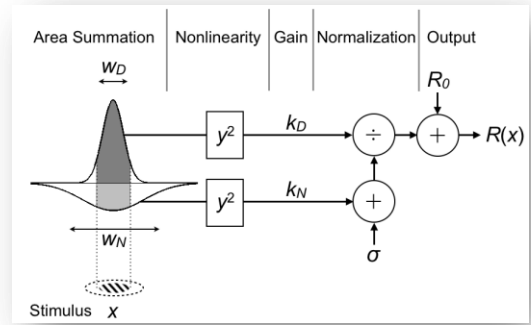 Area Summation Nonlinearity Gain Normalization Output
w_D
R_0
y² k_D ÷ + R(x)
y² k_N +
w_N
σ
Stimulus x